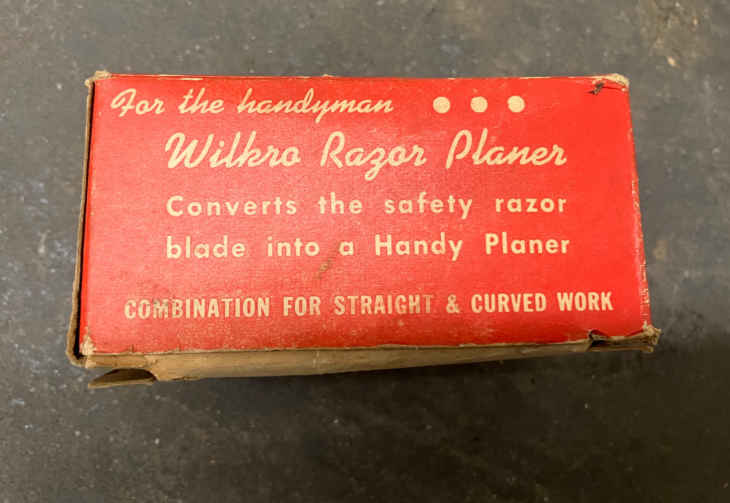 For the handyman ● ● ●
Wilkro Razor Planer
Converts the safety razor
blade into a Handy Planer
COMBINATION FOR STRAIGHT & CURVED WORK